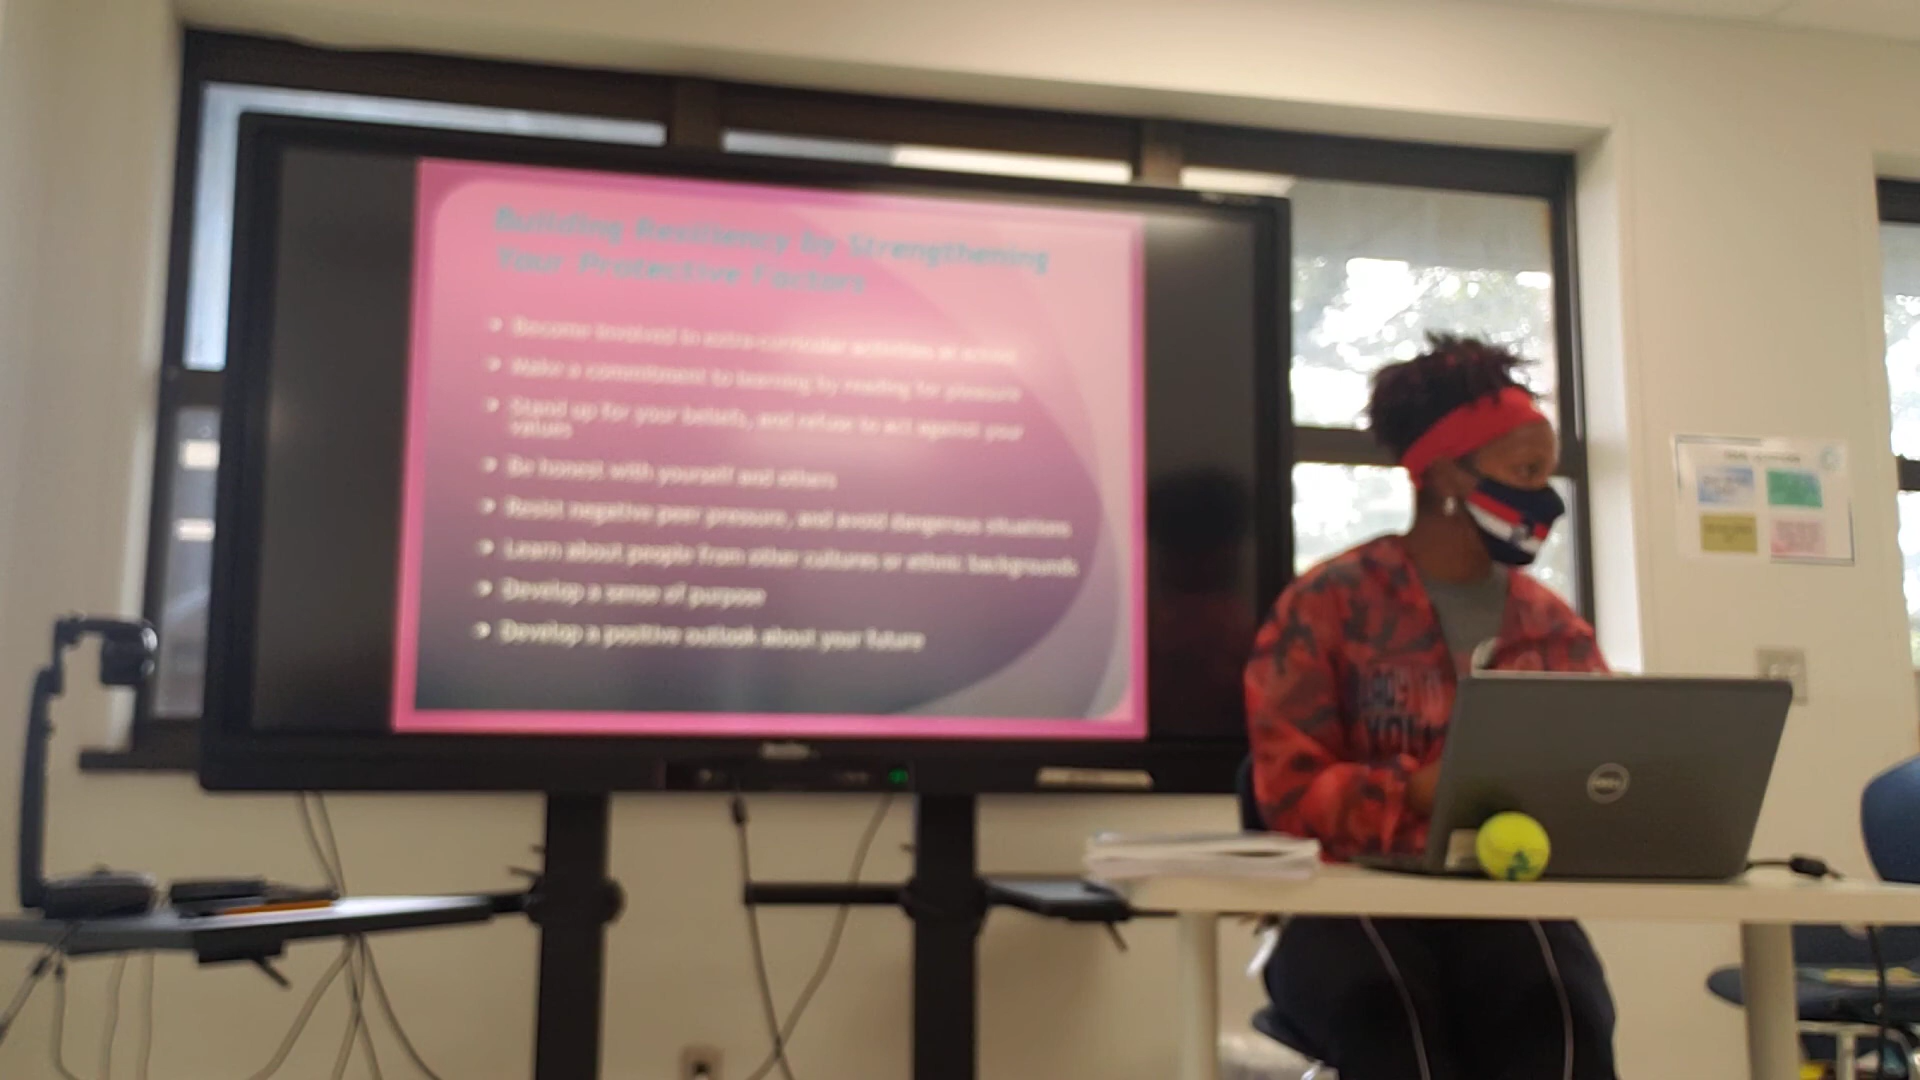 Building Resiliency by Strengthening
Your Protective Factors
Become involved in extra-curricular activities at school
Make a commitment to learning by reading for pleasure
Stand up for your beliefs, and refuse to act against your
values
Be honest with yourself and others
Resist negative peer pressure, and avoid dangerous situations
Learn about people from other cultures or ethnic backgrounds
Develop a sense of purpose
Develop a positive outlook about your future
DELL